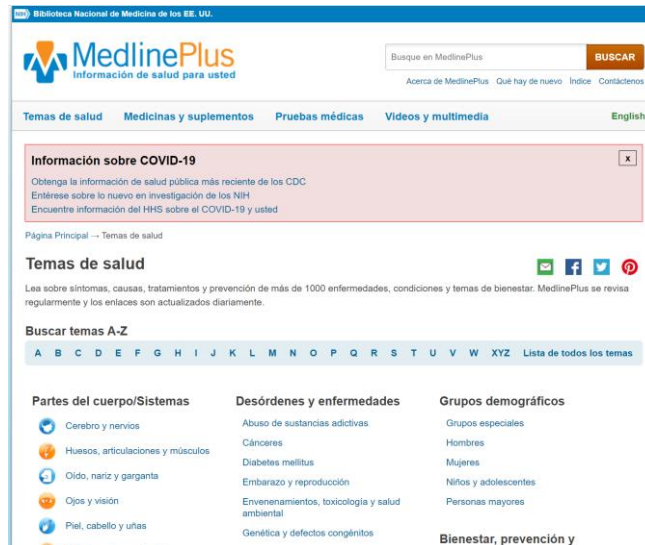 NIH Biblioteca Nacional de Medicina de los EE. UU.
MedlinePlus
Información de salud para usted
Busque en MedlinePlus
BUSCAR
Acerca de MedlinePlus Qué hay de nuevo Índice Contáctenos
Temas de salud Medicinas y suplementos Pruebas médicas Videos y multimedia English
Información sobre COVID-19
x
Obtenga la información de salud pública más reciente de los CDC
Entérese sobre lo nuevo en investigación de los NIH
Encuentre información del HHS sobre el COVID-19 y usted
Página Principal → Temas de salud
Temas de salud
Lea sobre síntomas, causas, tratamientos y prevención de más de 1000 enfermedades, condiciones y temas de bienestar. MedlinePlus se revisa
regularmente y los enlaces son actualizados diariamente.
Buscar temas A-Z
A B C D E F G H I J K L M N O P Q R S T U V W XYZ Lista de todos los temas
Partes del cuerpo/Sistemas
Cerebro y nervios
Huesos, articulaciones y músculos
Oído, nariz y garganta
Ojos y visión
Piel, cabello y uñas
Desórdenes y enfermedades
Abuso de sustancias adictivas
Cánceres
Diabetes mellitus
Embarazo y reproducción
Envenenamientos, toxicología y salud
ambiental
Genética y defectos congénitos
Grupos demográficos
Grupos especiales
Hombres
Mujeres
Niños y adolescentes
Personas mayores
Bienestar, prevención y